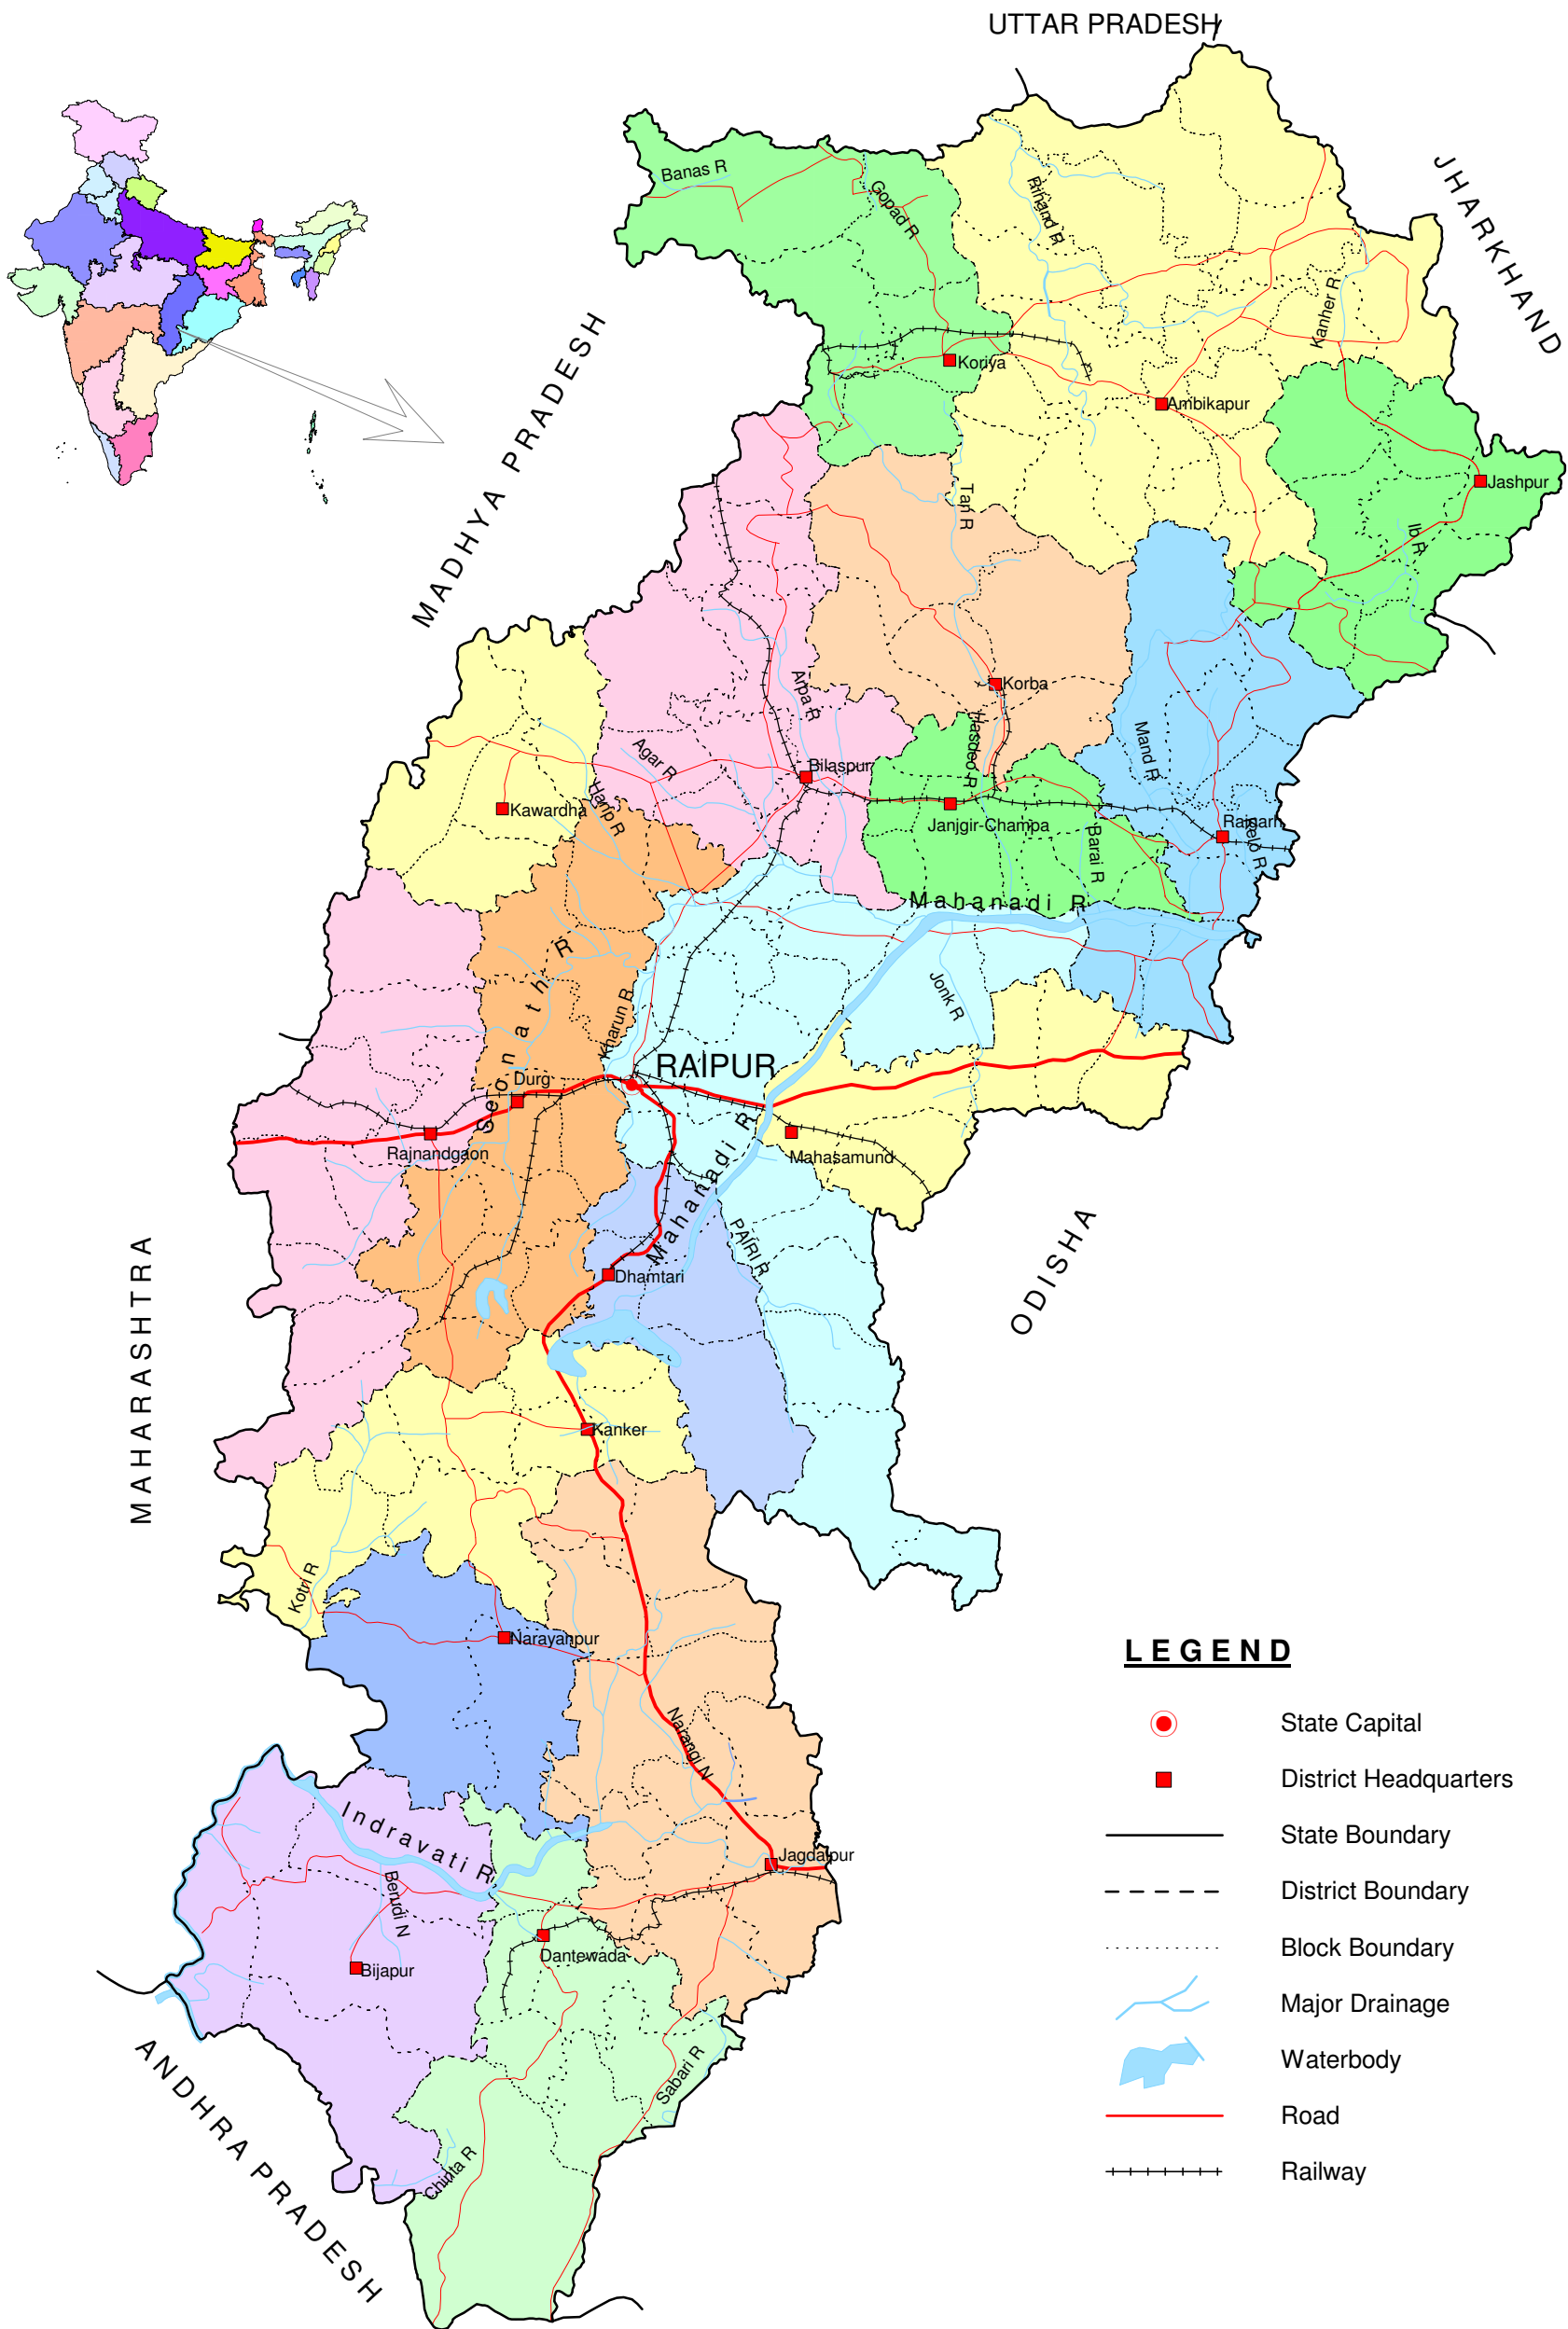 UTTAR PRADESH
JHARKHAND
MADHYA PRADESH
Banas R
Gopad R
Rihand R
Kanher R
Koriya
Ambikapur
Jashpur
Tan R
Ib R
Korba
Arpa R
Agar R
Hasdeo R
Mand R
Bilaspur
Kawardha
Hanp R
Janjgir-Champa
Barai R
Raigarh
Kelo R
Mahanadi R
Seonath R
Jonk R
Kharun R
RAIPUR
Durg
Rajnandgaon
Mahanadi R
Mahasamund
PAIRI R
Dhamtari
ODISHA
MAHARASHTRA
Kanker
Kotri R
Narayanpur
Narangi N
Indravati R
Berudi N
Jagdalpur
Dantewada
Bijapur
Sabari R
Chinta R
ANDHRA PRADESH
LEGEND
State Capital
District Headquarters
State Boundary
District Boundary
Block Boundary
Major Drainage
Waterbody
Road
Railway